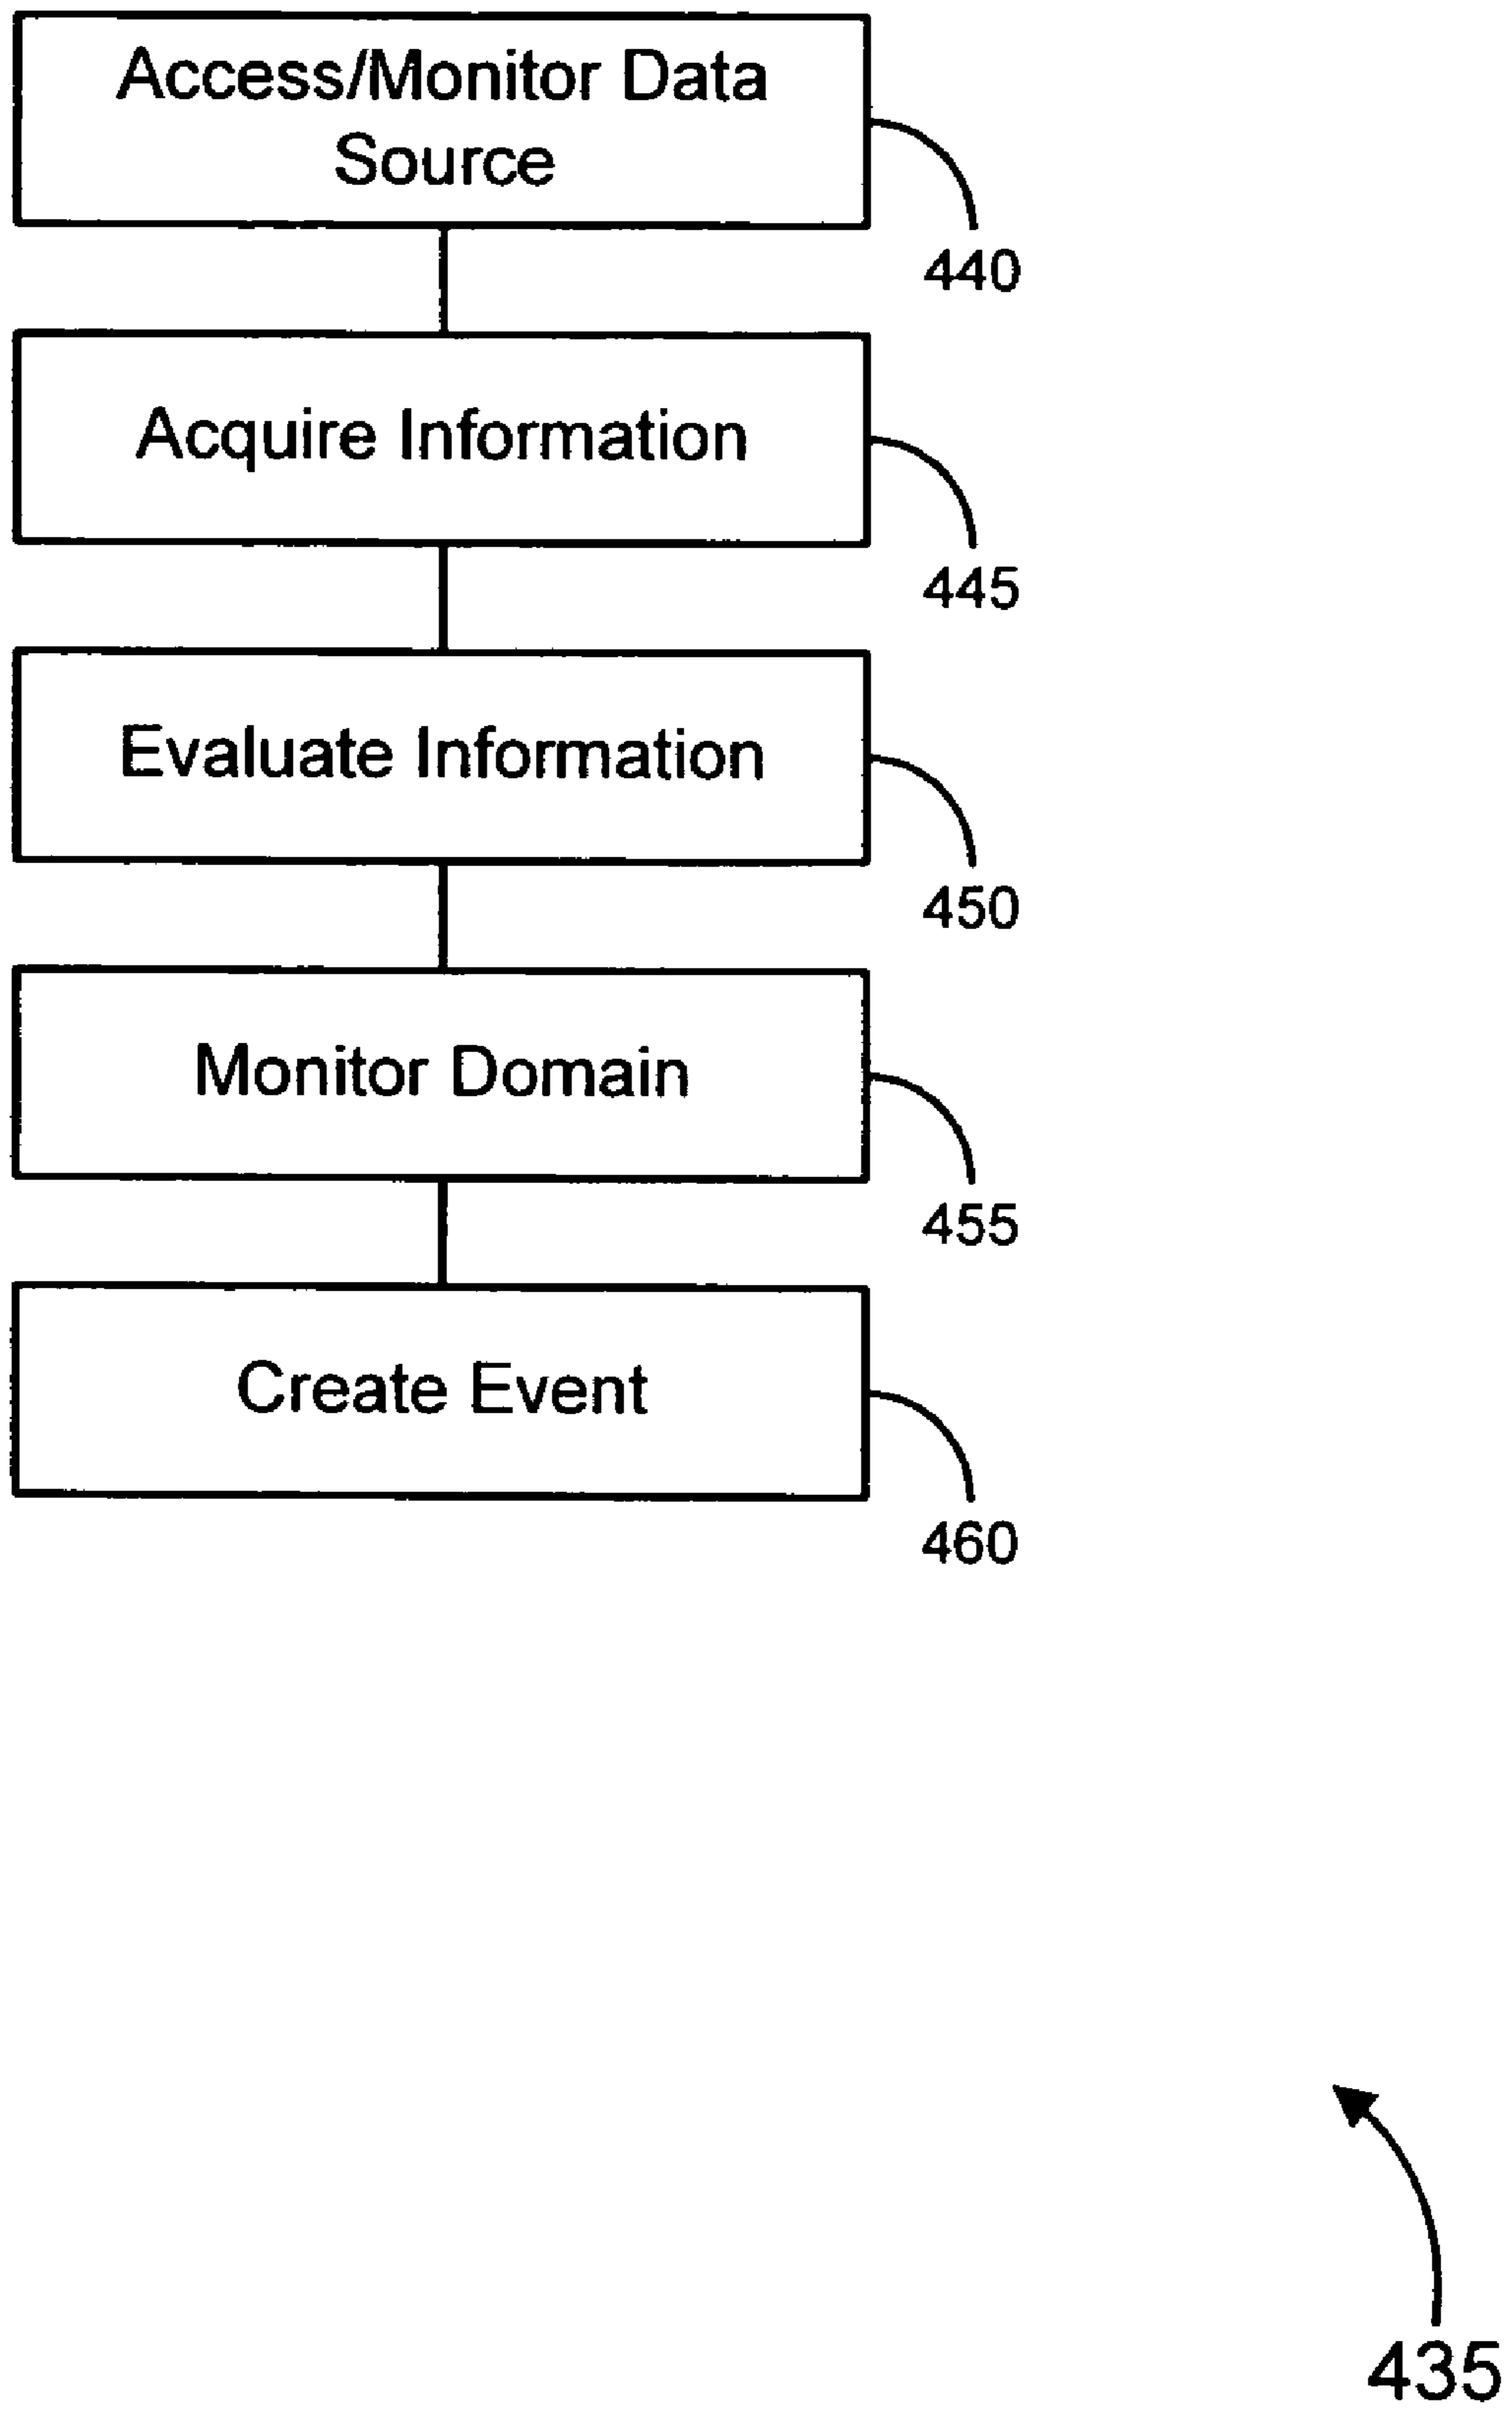 Access/Monitor Data
Source
440
Acquire Information
445
Evaluate Information
450
Monitor Domain
455
Create Event
460
435